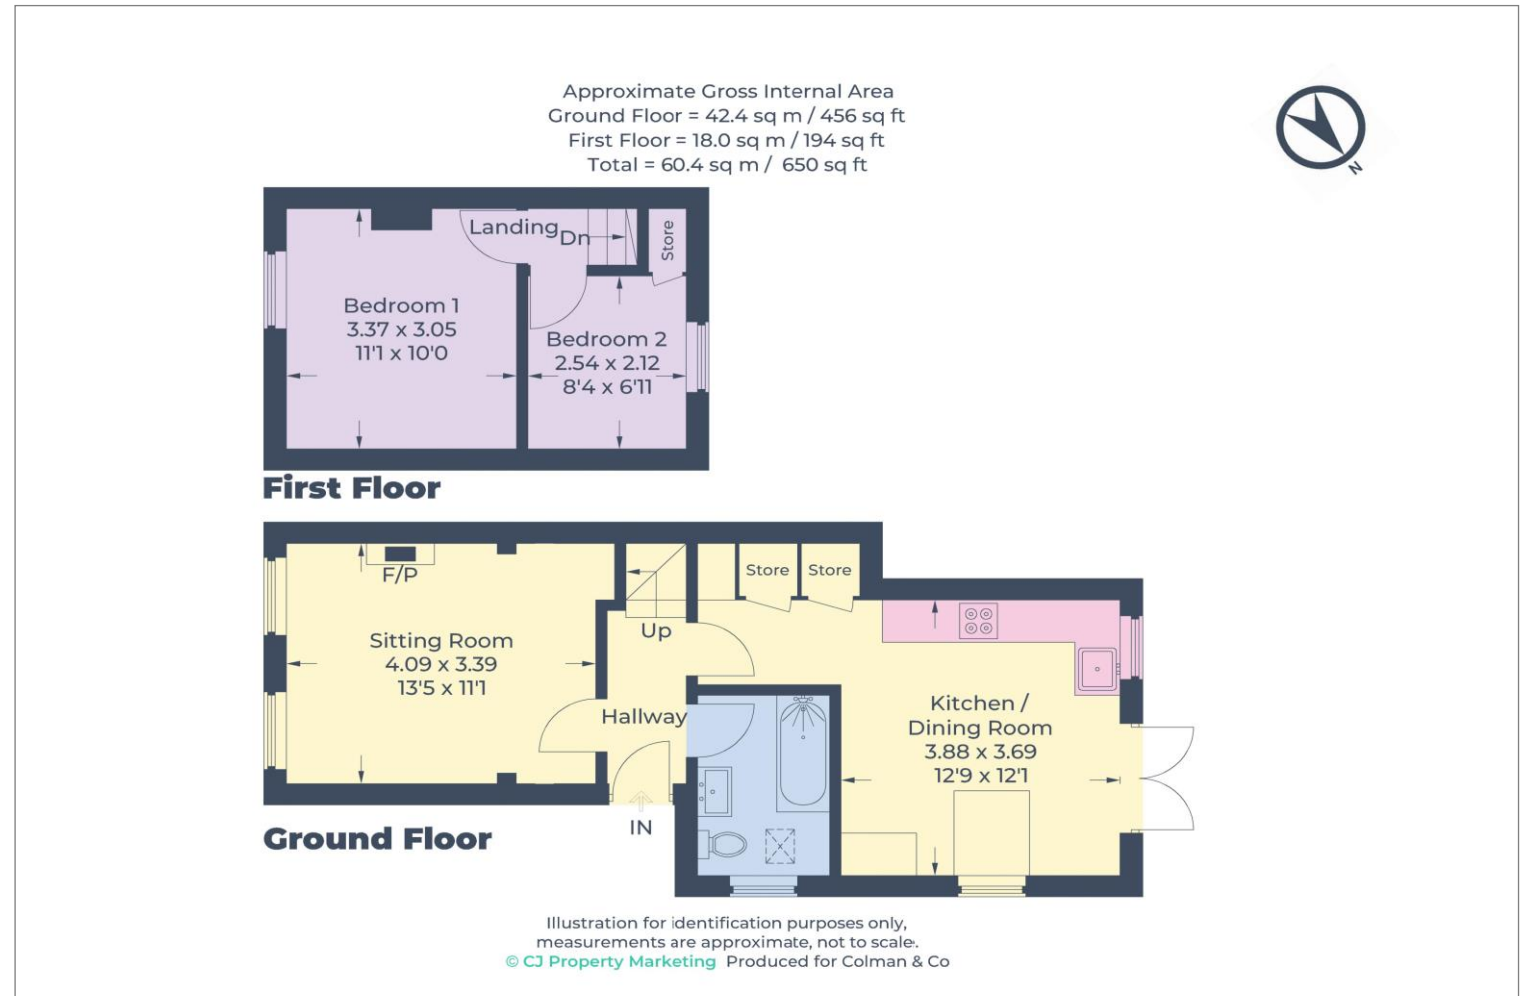 Approximate Gross Internal Area
Ground Floor = 42.4 sq m / 456 sq ft
First Floor = 18.0 sq m / 194 sq ft
Total = 60.4 sq m / 650 sq ft
N
Landing
Dn
Store
Bedroom 1
3.37 x 3.05
11'1 x 10'0
Bedroom 2
2.54 x 2.12
8'4 x 6'11
First Floor
F/P
Sitting Room
4.09 x 3.39
13'5 x 11'1
Up
Store
Store
Hallway
Kitchen /
Dining Room
3.88 x 3.69
12'9 x 12'1
IN
Ground Floor
Illustration for identification purposes only,
measurements are approximate, not to scale.
© CJ Property Marketing Produced for Colman & Co